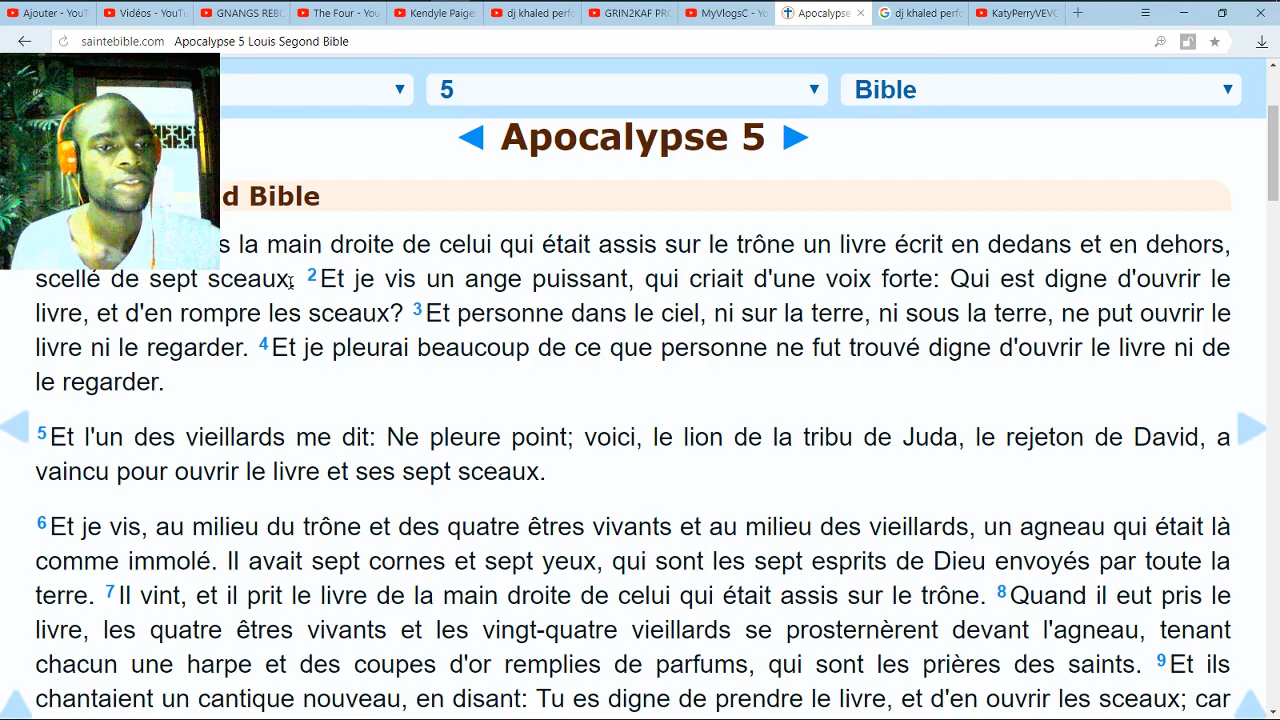 Ajouter - YouT
Vidéos - YouTu
GNANGS REBO
The Four - You
Kendyle Paige
dj khaled perfo
GRIN2KAF PRO
MyVlogsC - Yo
Apocalypse
dj khaled perfo
KatyPerryVEVO
saintebible.com Apocalypse 5 Louis Segond Bible
5
Bible
Apocalypse 5
d Bible
s la main droite de celui qui était assis sur le trône un livre écrit en dedans et en dehors,
scellé de sept sceaux. 2 Et je vis un ange puissant, qui criait d'une voix forte: Qui est digne d'ouvrir le
livre, et d'en rompre les sceaux? 3 Et personne dans le ciel, ni sur la terre, ni sous la terre, ne put ouvrir le
livre ni le regarder. 4 Et je pleurai beaucoup de ce que personne ne fut trouvé digne d'ouvrir le livre ni de
le regarder.
5 Et l'un des vieillards me dit: Ne pleure point; voici, le lion de la tribu de Juda, le rejeton de David, a
vaincu pour ouvrir le livre et ses sept sceaux.
6 Et je vis, au milieu du trône et des quatre êtres vivants et au milieu des vieillards, un agneau qui était là
comme immolé. Il avait sept cornes et sept yeux, qui sont les sept esprits de Dieu envoyés par toute la
terre. 7 Il vint, et il prit le livre de la main droite de celui qui était assis sur le trône. 8 Quand il eut pris le
livre, les quatre êtres vivants et les vingt-quatre vieillards se prosternèrent devant l'agneau, tenant
chacun une harpe et des coupes d'or remplies de parfums, qui sont les prières des saints. 9 Et ils
chantaient un cantique nouveau, en disant: Tu es digne de prendre le livre, et d'en ouvrir les sceaux; car